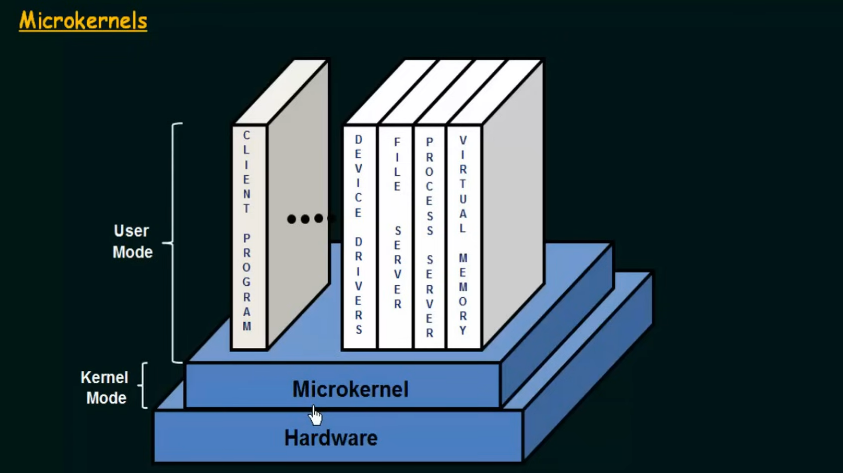 Microkernels
CLIENT PROGRAM
DEVICE DRIVERS
FILE SERVER
PROCESS SERVER
VIRTUAL MEMORY
User
Mode
Kernel
Mode
Microkernel
Hardware